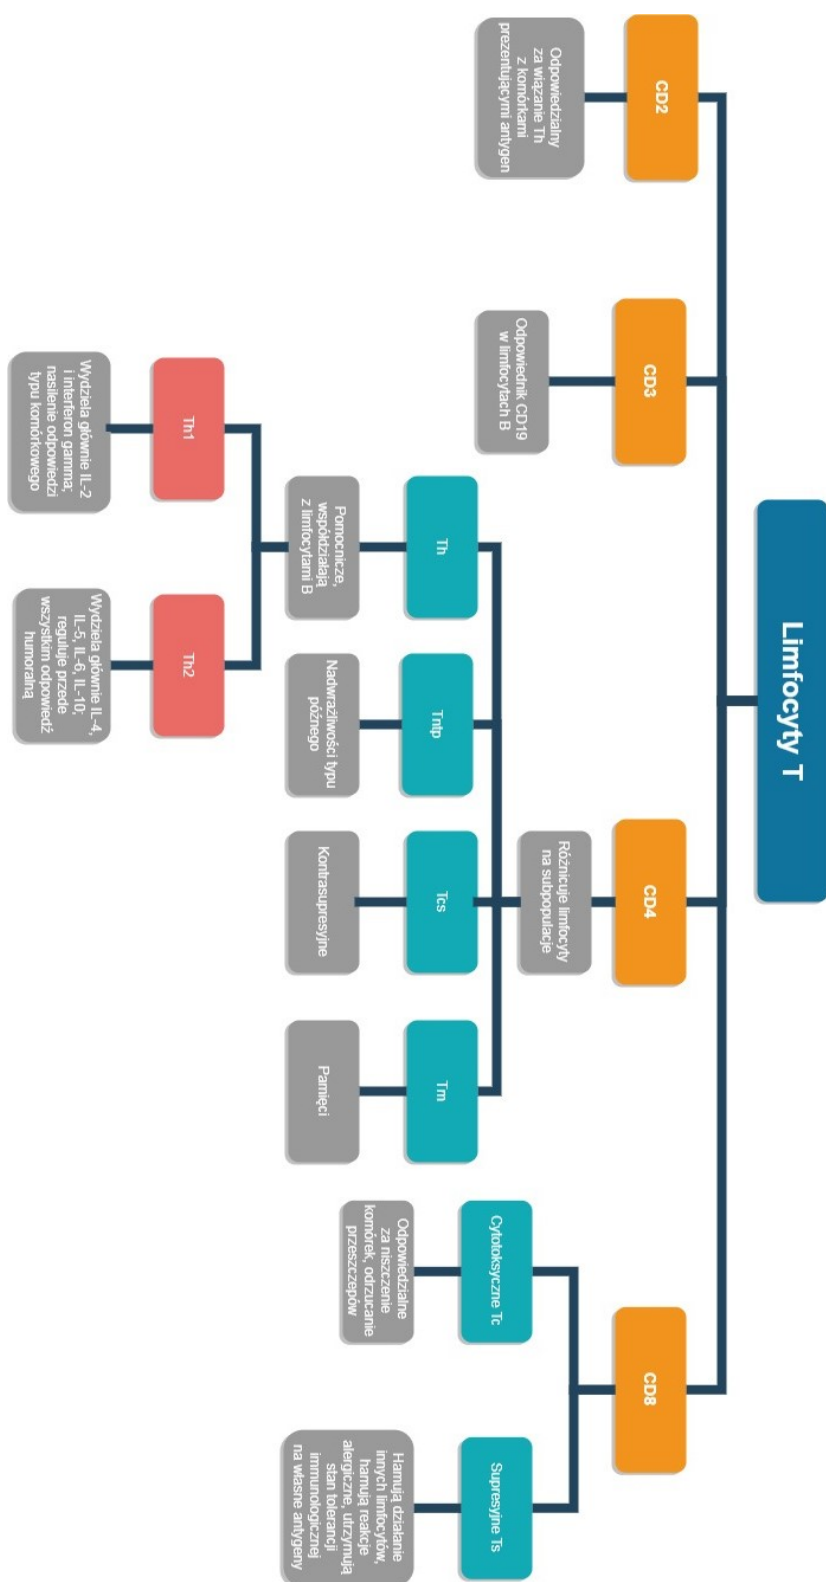 Limfocyty T
CD2
CD3
CD4
CD8
Odpowiedzialny
za wiązanie Th
z komórkami
prezentującymi antygen
Odpowiednik CD19
w limfocytach B
Różnicuje limfocyty
na subpopulacje
Cytotoksyczne Tc
Supresyjne Ts
Odpowiedzialne
za niszczenie
komórek, odrzucanie
przeszczepów
Hamują działanie
innych limfocytów,
hamują reakcje
alergiczne, utrzymują
stan tolerancji
immunologicznej
na własne antygeny
Th
Tntp
Tcs
Tm
Pomocnicze,
współdziałają
z limfocytami B
Nadwrażliwości typu
późnego
Kontrasupresyjne
Pamięci
Th1
Th2
Wydziela głównie IL-2
i interferon gamma;
nasilenie odpowiedzi
typu komórkowego
Wydziela głównie IL-4,
IL-5, IL-6, IL-10;
reguluje przede
wszystkim odpowiedź
humoralną